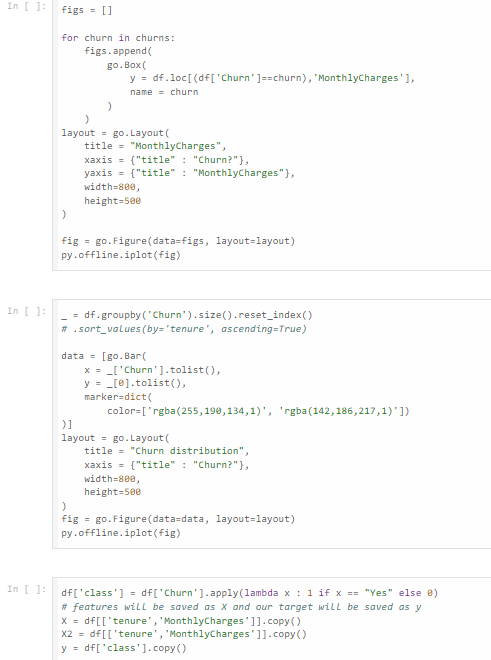 In [ ]:
figs = []
for churn in churns:
    figs.append(
        go.Box(
            y = df.loc[(df['Churn']==churn),'MonthlyCharges'],
            name = churn
        )
    )
layout = go.Layout(
    title = "MonthlyCharges",
    xaxis = {"title" : "Churn?"},
    yaxis = {"title" : "MonthlyCharges"},
    width=800,
    height=500
)
fig = go.Figure(data=figs, layout=layout)
py.offline.iplot(fig)
In [ ]:
_ = df.groupby('Churn').size().reset_index()
# .sort_values(by='tenure', ascending=True)
data = [go.Bar(
    x = _['Churn'].tolist(),
    y = _[0].tolist(),
    marker=dict(
        color=['rgba(255,190,134,1)', 'rgba(142,186,217,1)'])
)]
layout = go.Layout(
    title = "Churn distribution",
    xaxis = {"title" : "Churn?"},
    width=800,
    height=500
)
fig = go.Figure(data=data, layout=layout)
py.offline.iplot(fig)
In [ ]:
df['class'] = df['Churn'].apply(lambda x : 1 if x == "Yes" else 0)
# features will be saved as X and our target will be saved as y
X = df[['tenure','MonthlyCharges']].copy()
X2 = df[['tenure','MonthlyCharges']].copy()
y = df['class'].copy()